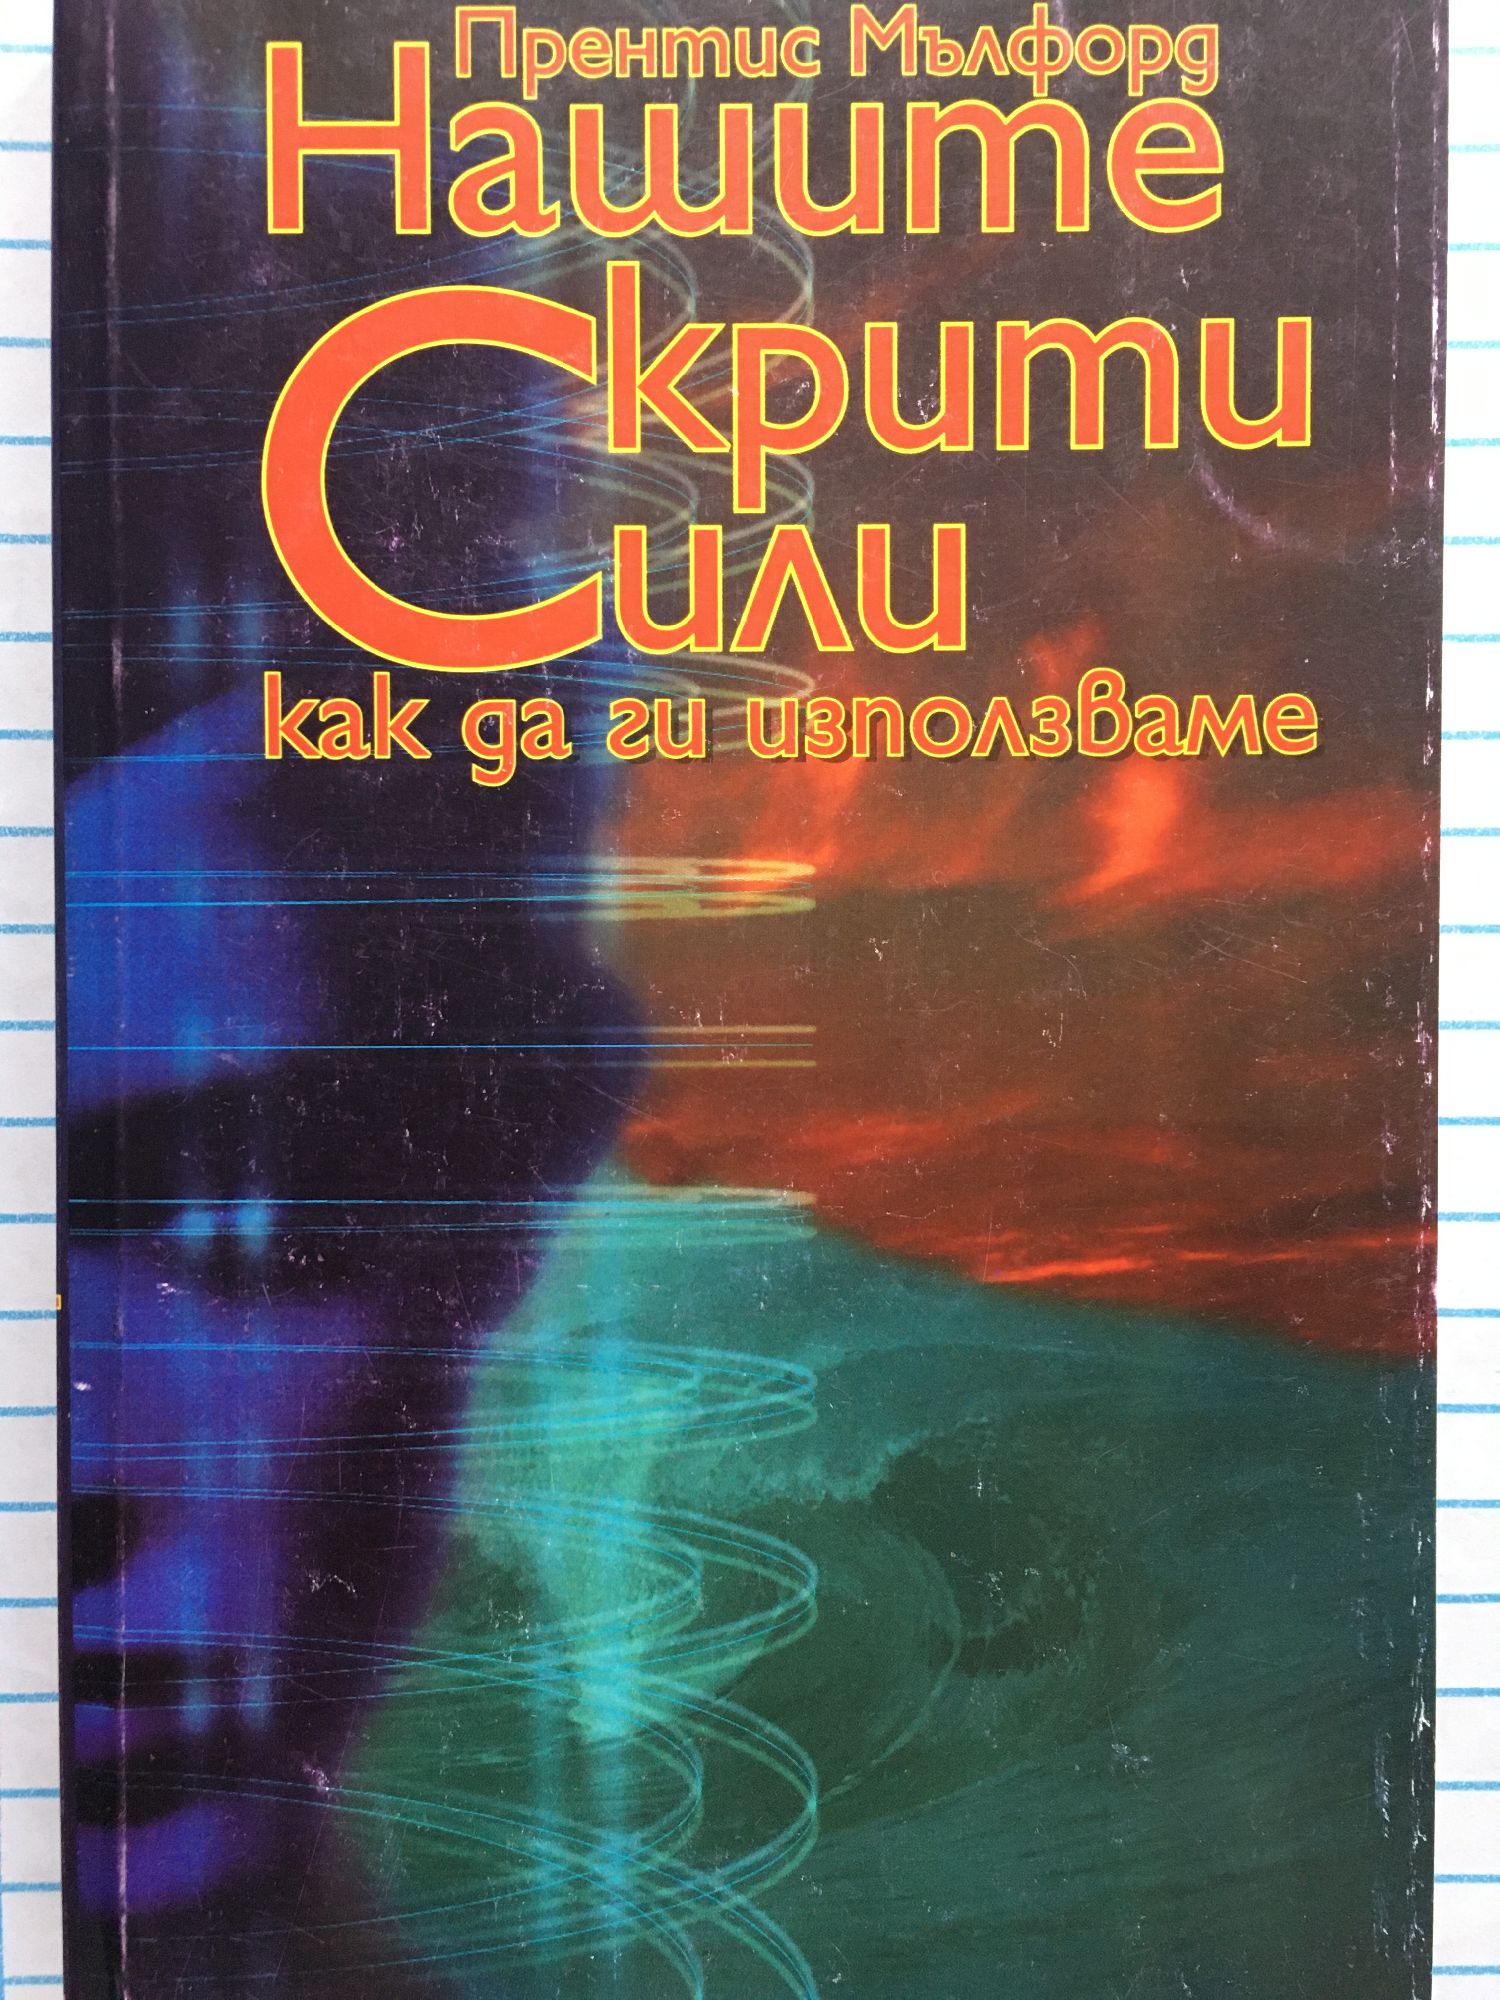 Прентис Мълфорд
Нашите
Скрити
Сили
как да ги използваме